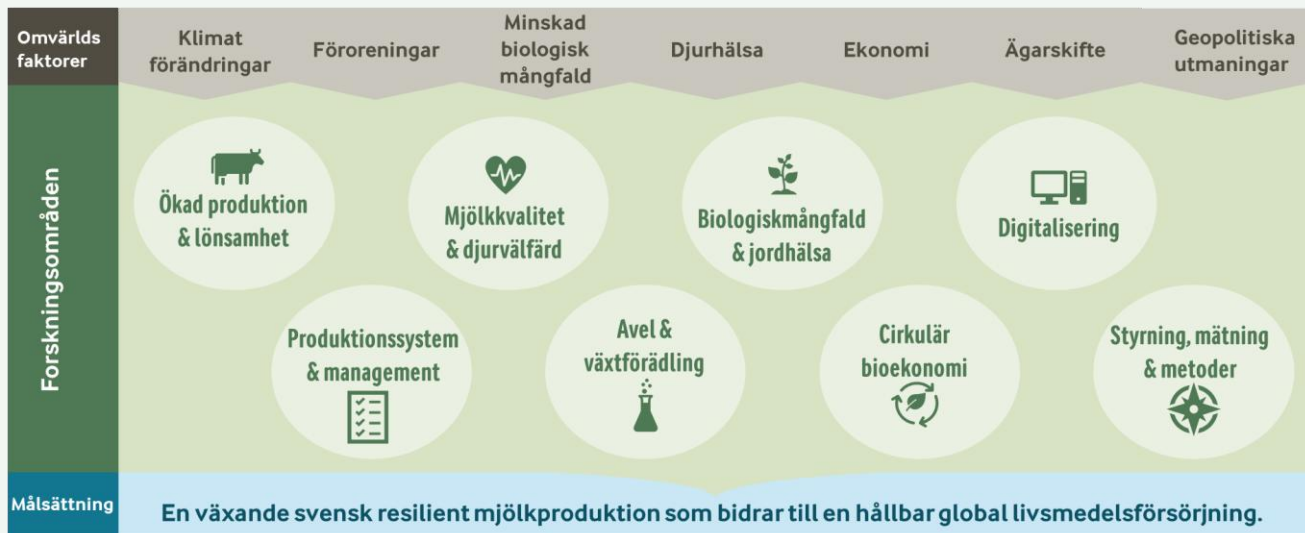 Omvärlds
faktorer
Klimat
förändringar
Föroreningar
Minskad
biologisk
mångfald
Djurhälsa
Ekonomi
Ägarskifte
Geopolitiska
utmaningar
Forskningsområden
Ökad produktion
& lönsamhet
Mjölkkvalitet
& djurvälfärd
Biologiskmångfald
& jordhälsa
Digitalisering
Produktionssystem
& management
Avel &
växtförädling
Cirkulär
bioekonomi
Styrning, mätning
& metoder
Målsättning
En växande svensk resilient mjölkproduktion som bidrar till en hållbar global livsmedelsförsörjning.